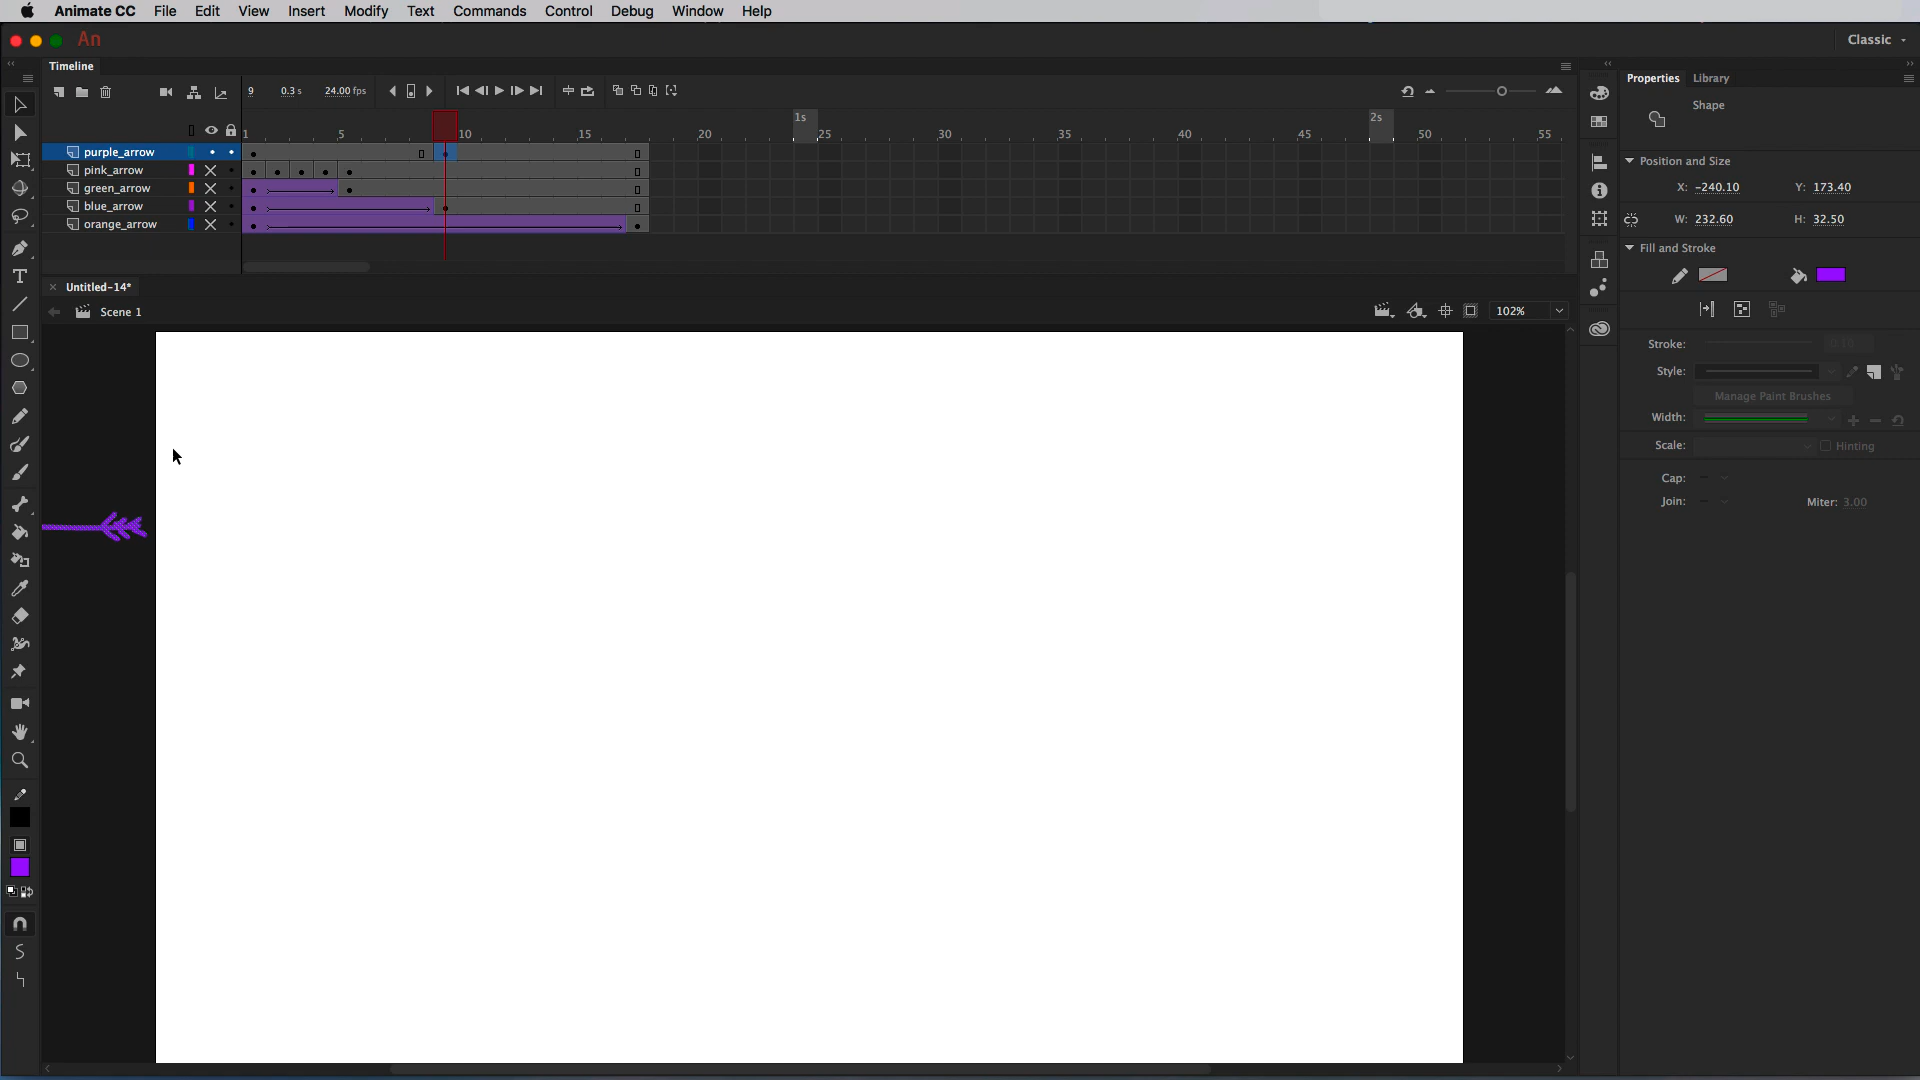 Animate CC File Edit View Insert Modify Text Commands Control Debug Window Help
An
Classic
Timeline
9 0.3 s 24.00 fps
1s 2s
1 5 10 15 20 25 30 35 40 45 50 55
purple_arrow
pink_arrow
green_arrow
blue_arrow
orange_arrow
Untitled-14*
Scene 1
102%
Properties Library
Shape
Position and Size
X: -240.10 Y: 173.40
W: 232.60 H: 32.50
Fill and Stroke
Stroke: 0.10
Style:
Manage Paint Brushes
Width:
Scale: Hinting
Cap:
Join: Miter: 3.00